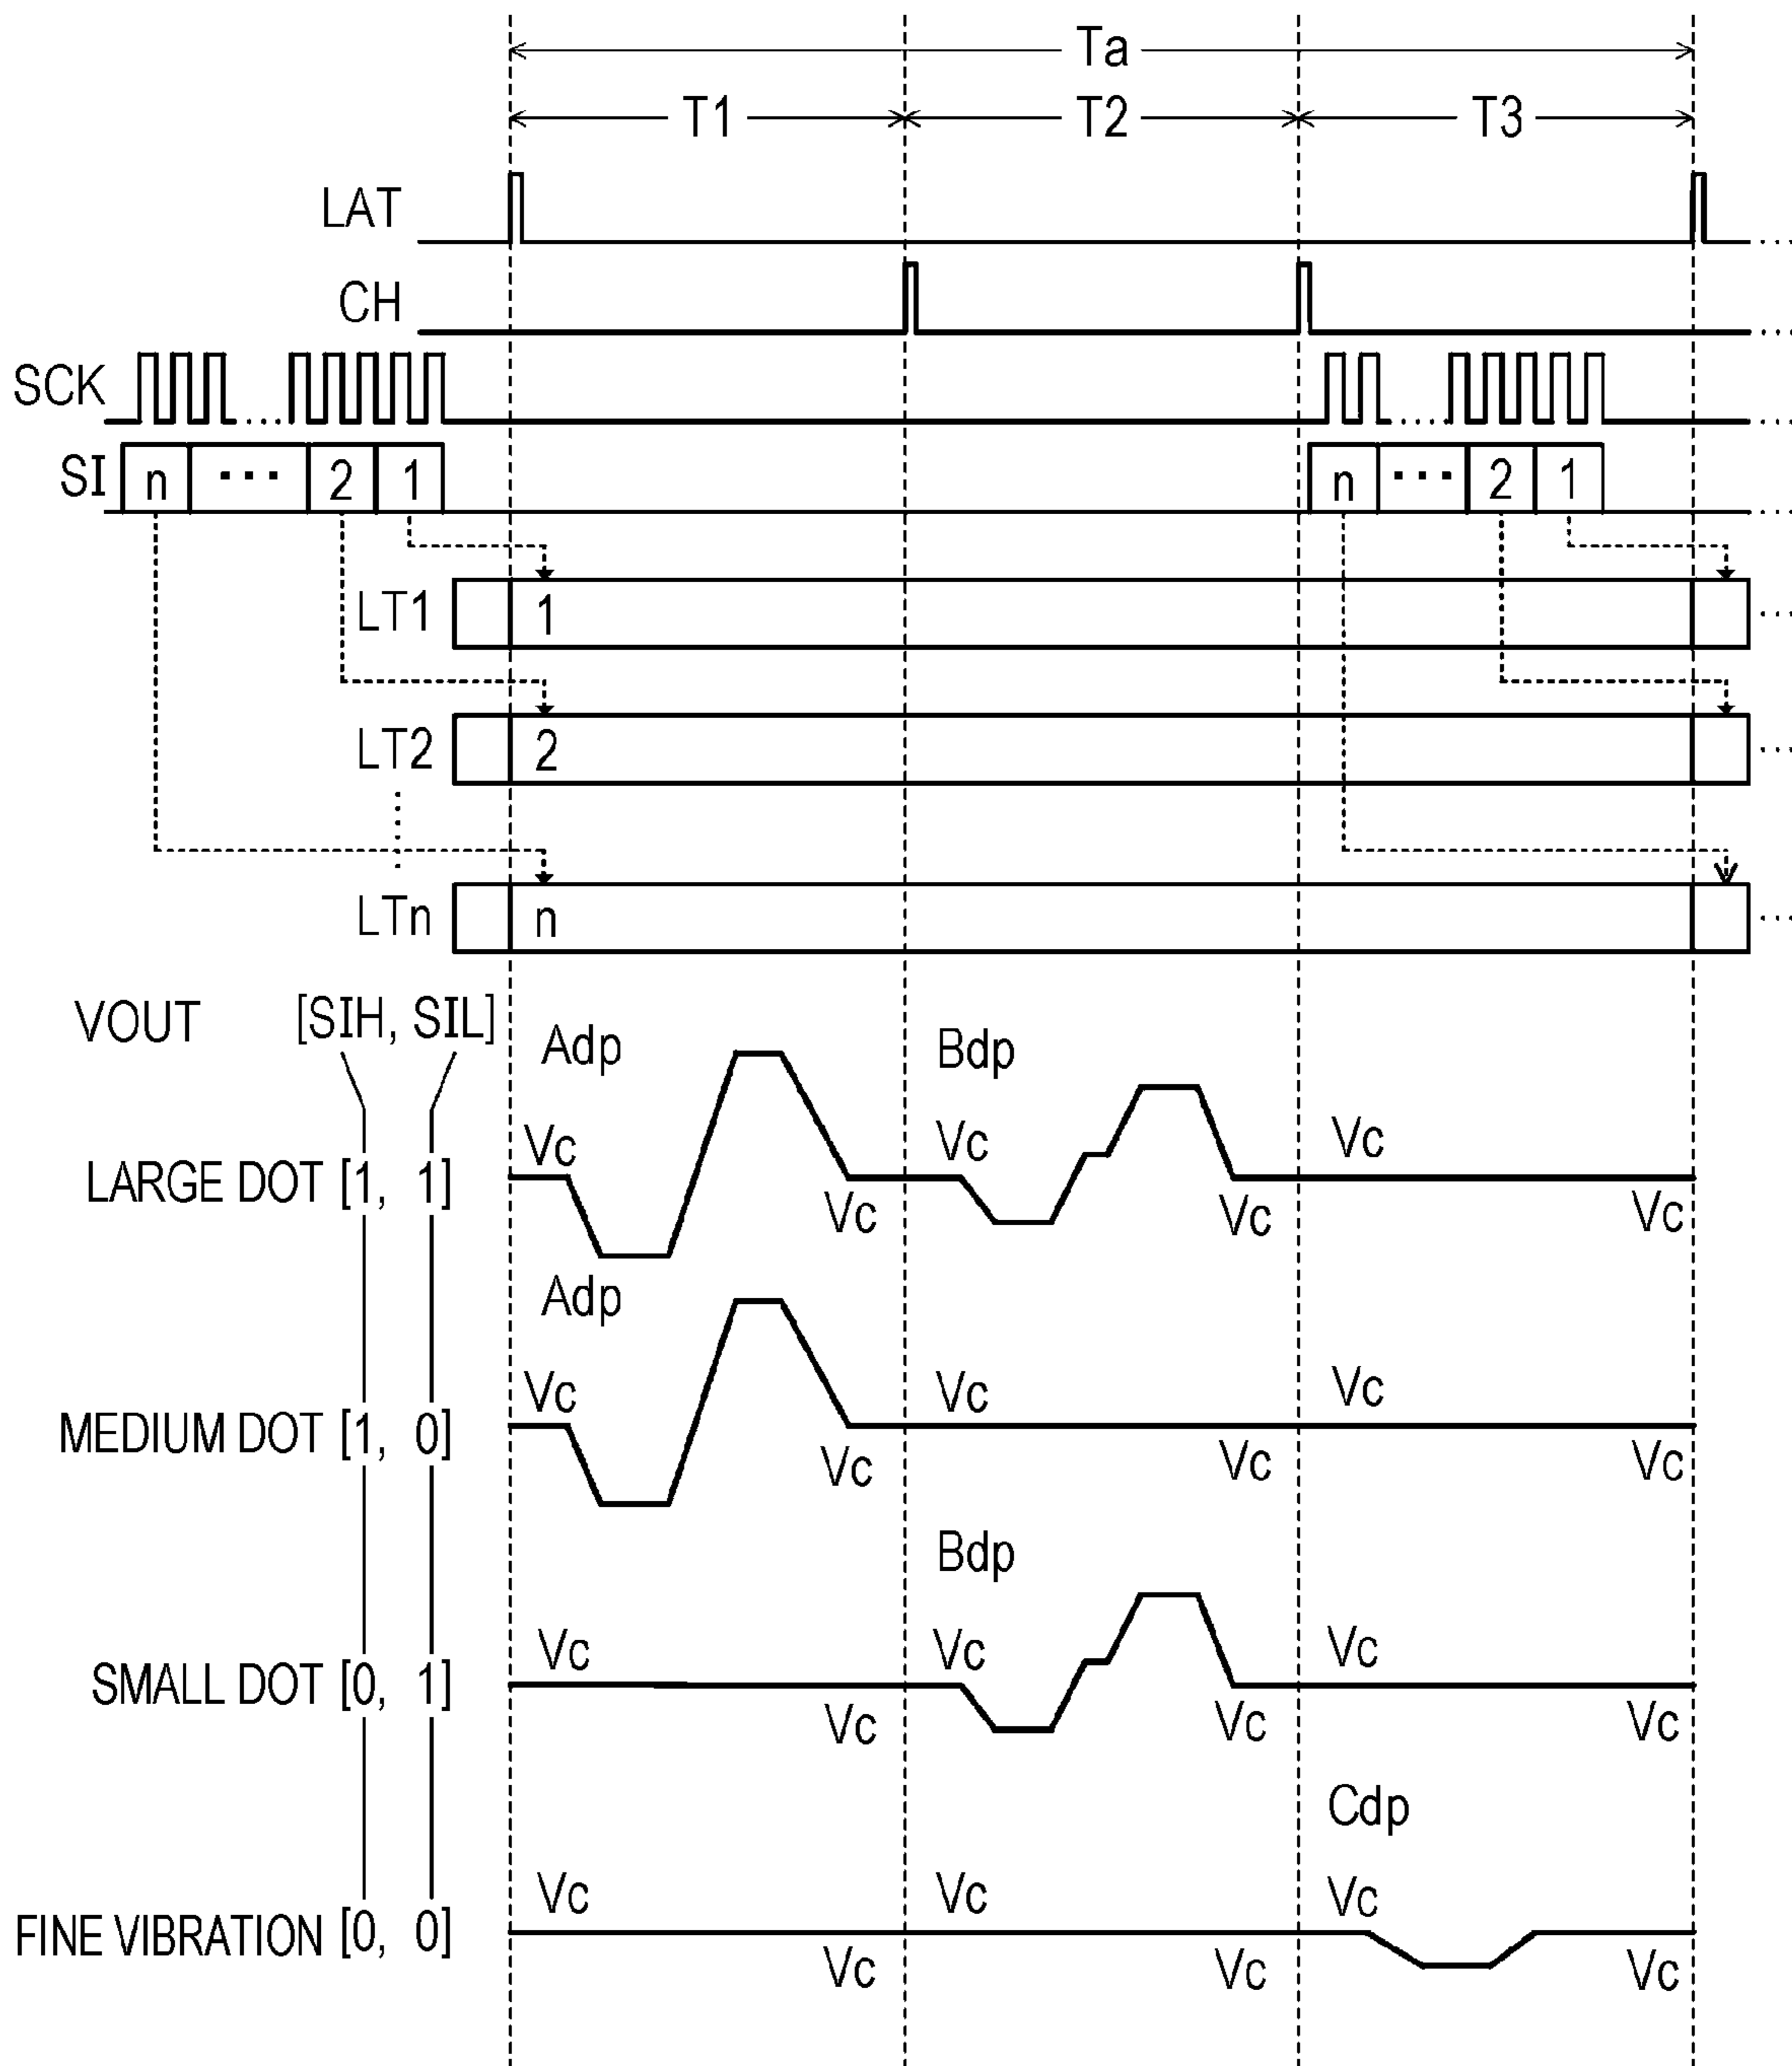 Ta
T1 T2 T3
LAT
CH
SCK
SI n ··· 2 1 n ··· 2 1
LT1 1
LT2 2
LTn n
VOUT [SIH, SIL] Adp Bdp
Vc Vc Vc
LARGE DOT [1, 1] Vc Vc Vc
Adp
Vc Vc Vc
MEDIUM DOT [1, 0] Vc Vc Vc
Bdp
Vc Vc Vc
SMALL DOT [0, 1] Vc Vc Vc
Cdp
Vc Vc Vc
FINE VIBRATION [0, 0] Vc Vc Vc